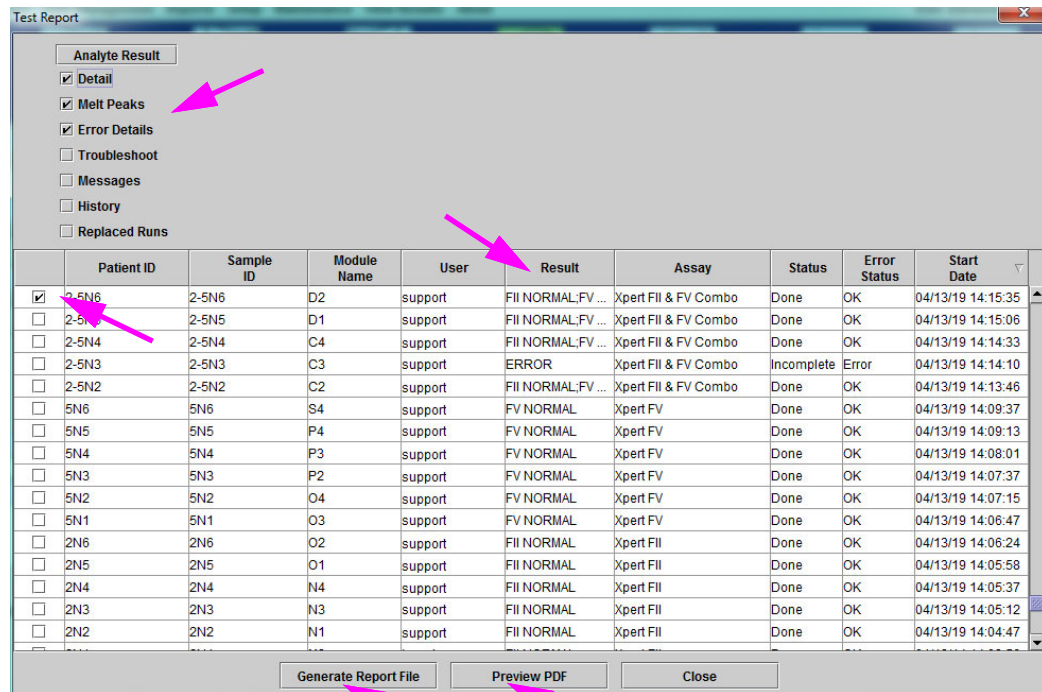 Test Report
Analyte Result
Detail
Melt Peaks
Error Details
Troubleshoot
Messages
History
Replaced Runs
Patient ID Sample ID Module Name User Result Assay Status Error Status Start Date
2-5N6 2-5N6 D2 support FII NORMAL;FV ... Xpert FII & FV Combo Done OK 04/13/19 14:15:35
2-5N5 D1 support FII NORMAL;FV ... Xpert FII & FV Combo Done OK 04/13/19 14:15:06
2-5N4 2-5N4 C4 support FII NORMAL;FV ... Xpert FII & FV Combo Done OK 04/13/19 14:14:33
2-5N3 2-5N3 C3 support ERROR Xpert FII & FV Combo Incomplete Error 04/13/19 14:14:10
2-5N2 2-5N2 C2 support FII NORMAL;FV ... Xpert FII & FV Combo Done OK 04/13/19 14:13:46
5N6 5N6 S4 support FV NORMAL Xpert FV Done OK 04/13/19 14:09:37
5N5 5N5 P4 support FV NORMAL Xpert FV Done OK 04/13/19 14:09:13
5N4 5N4 P3 support FV NORMAL Xpert FV Done OK 04/13/19 14:08:01
5N3 5N3 P2 support FV NORMAL Xpert FV Done OK 04/13/19 14:07:37
5N2 5N2 O4 support FV NORMAL Xpert FV Done OK 04/13/19 14:07:15
5N1 5N1 O3 support FV NORMAL Xpert FV Done OK 04/13/19 14:06:47
2N6 2N6 O2 support FII NORMAL Xpert FII Done OK 04/13/19 14:06:24
2N5 2N5 O1 support FII NORMAL Xpert FII Done OK 04/13/19 14:05:58
2N4 2N4 N4 support FII NORMAL Xpert FII Done OK 04/13/19 14:05:37
2N3 2N3 N3 support FII NORMAL Xpert FII Done OK 04/13/19 14:05:12
2N2 2N2 N1 support FII NORMAL Xpert FII Done OK 04/13/19 14:04:47
Generate Report File Preview PDF Close